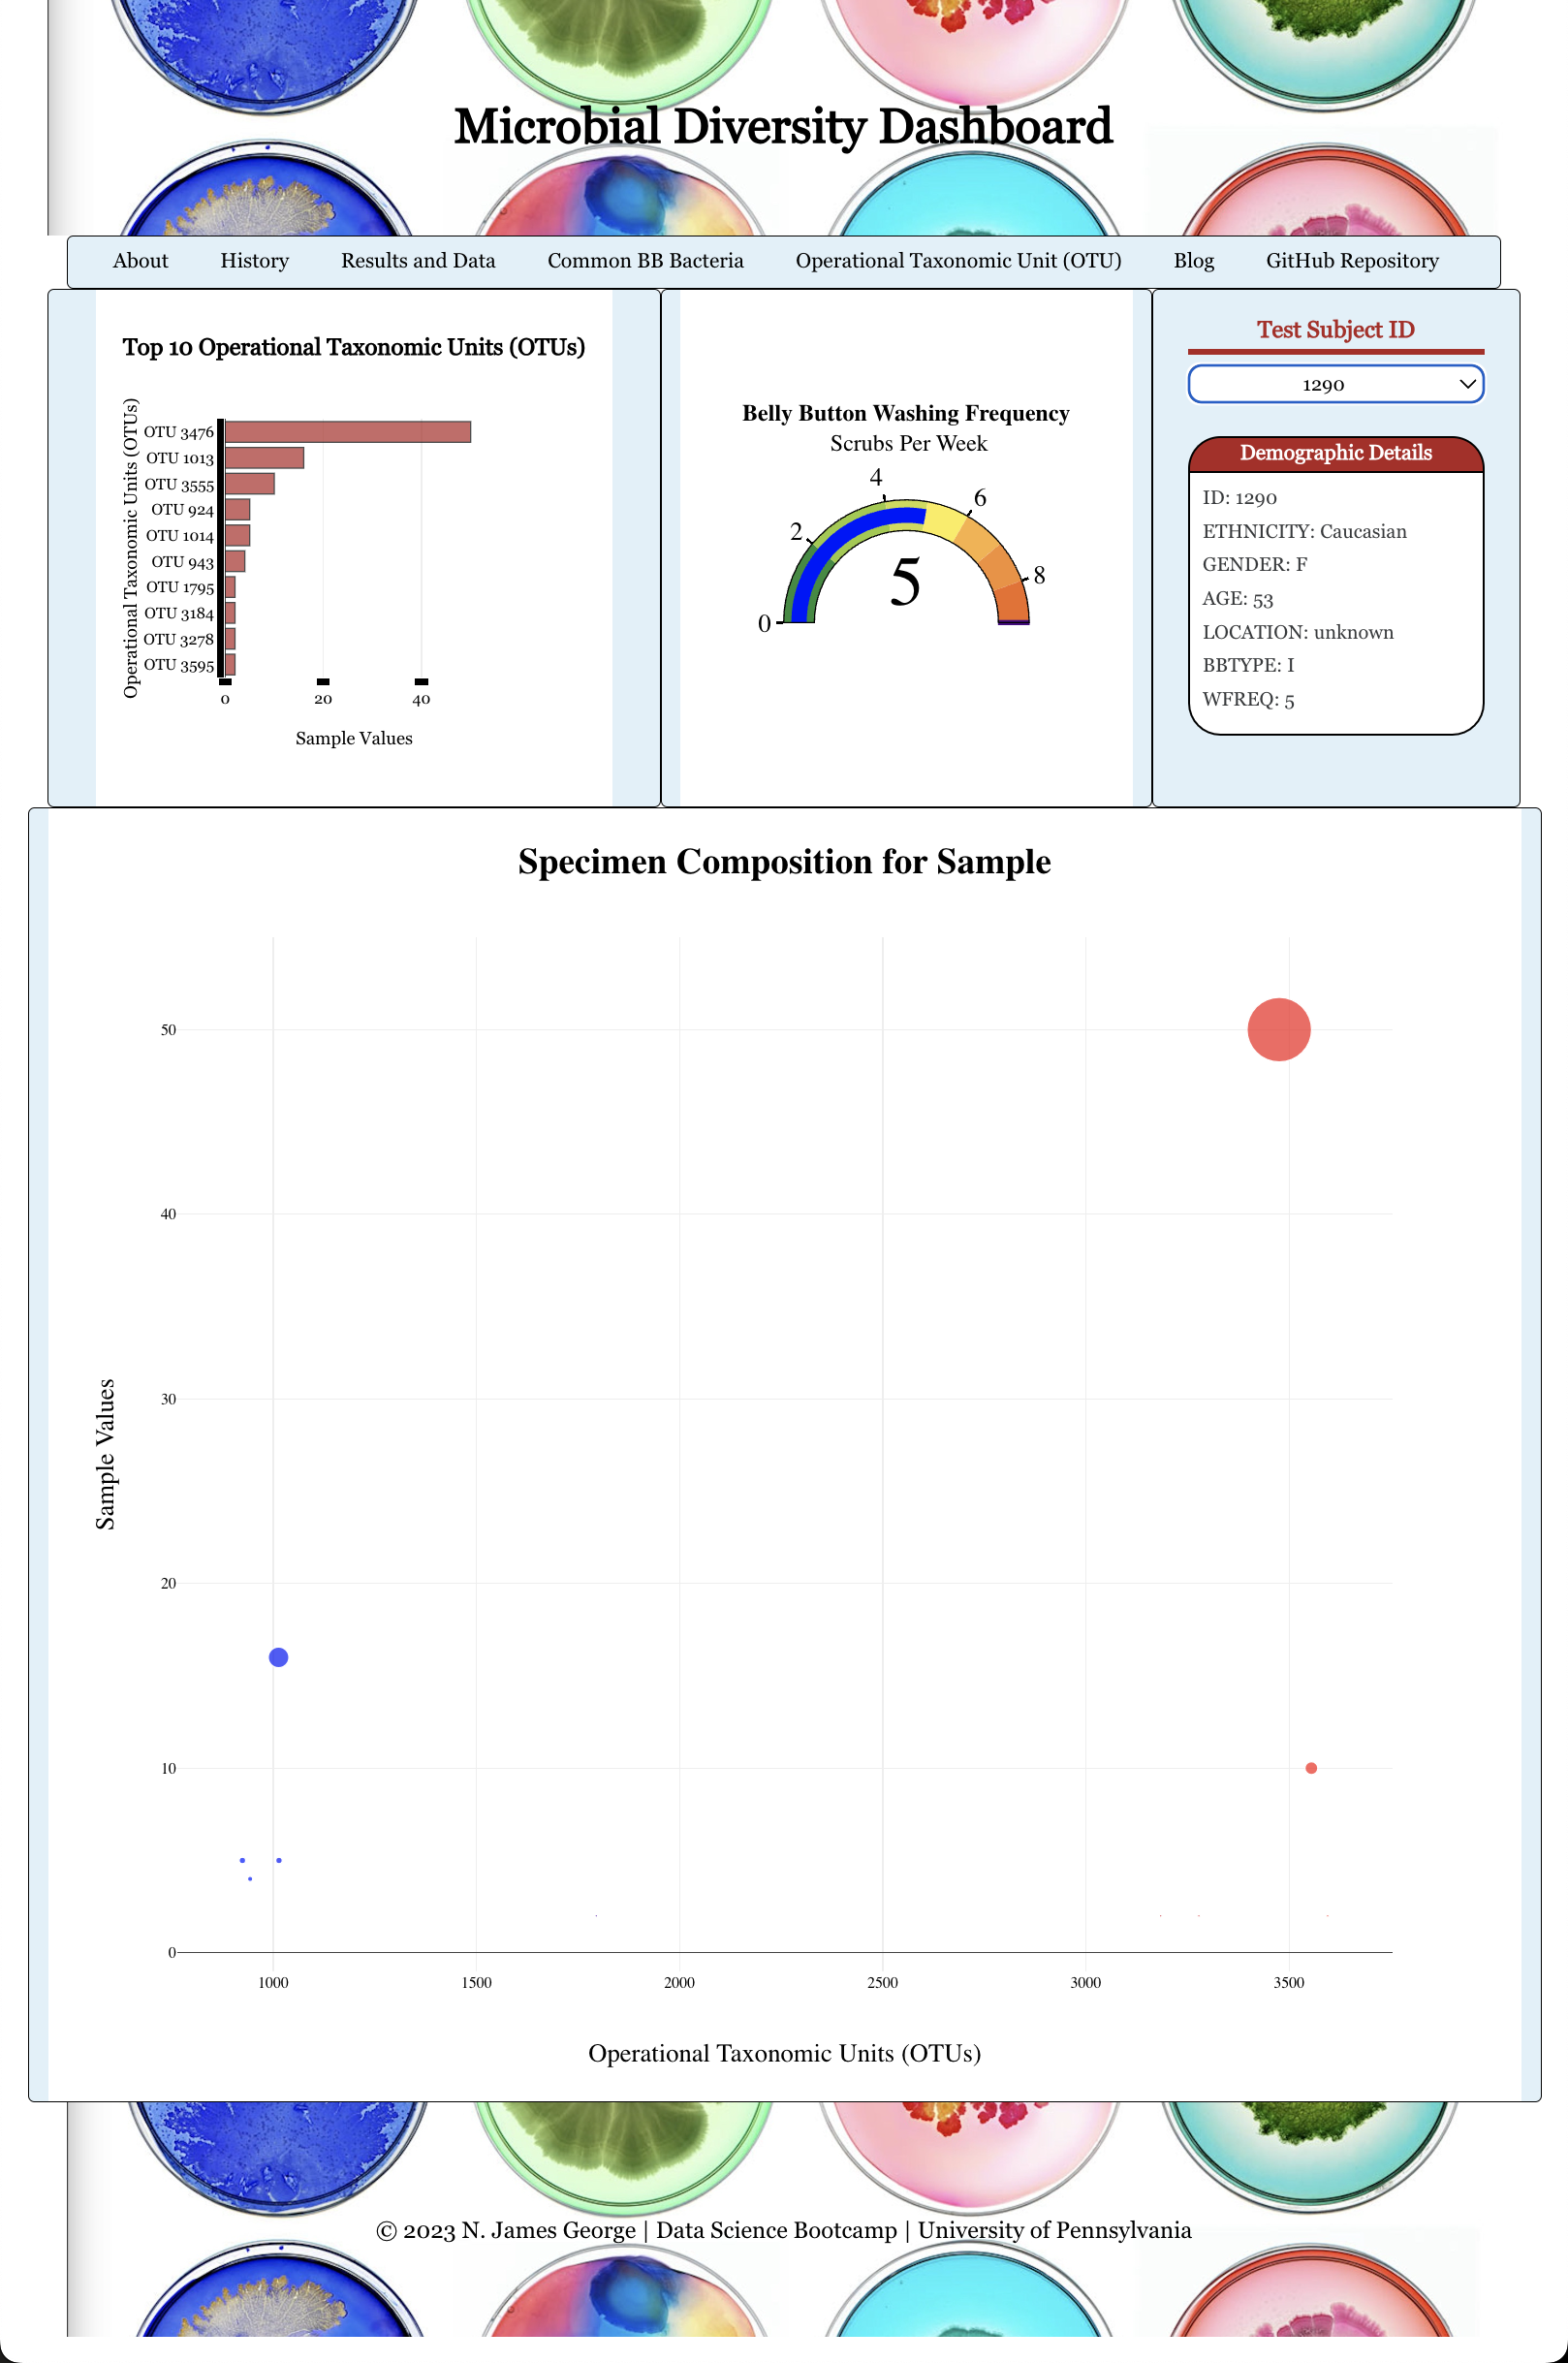 Microbial Diversity Dashboard
About History Results and Data Common BB Bacteria Operational Taxonomic Unit (OTU) Blog GitHub Repository
Top 10 Operational Taxonomic Units (OTUs)
Operational Taxonomic Units (OTUs)
OTU 3476
OTU 1013
OTU 3555
OTU 924
OTU 1014
OTU 943
OTU 1795
OTU 3184
OTU 3278
OTU 3595
0 20 40
Sample Values
Belly Button Washing Frequency
Scrubs Per Week
0 2 4 6 8
5
Test Subject ID
1290
Demographic Details
ID: 1290
ETHNICITY: Caucasian
GENDER: F
AGE: 53
LOCATION: unknown
BBTYPE: I
WFREQ: 5
Specimen Composition for Sample
Sample Values
50
40
30
20
10
0
1000 1500 2000 2500 3000 3500
Operational Taxonomic Units (OTUs)
© 2023 N. James George | Data Science Bootcamp | University of Pennsylvania